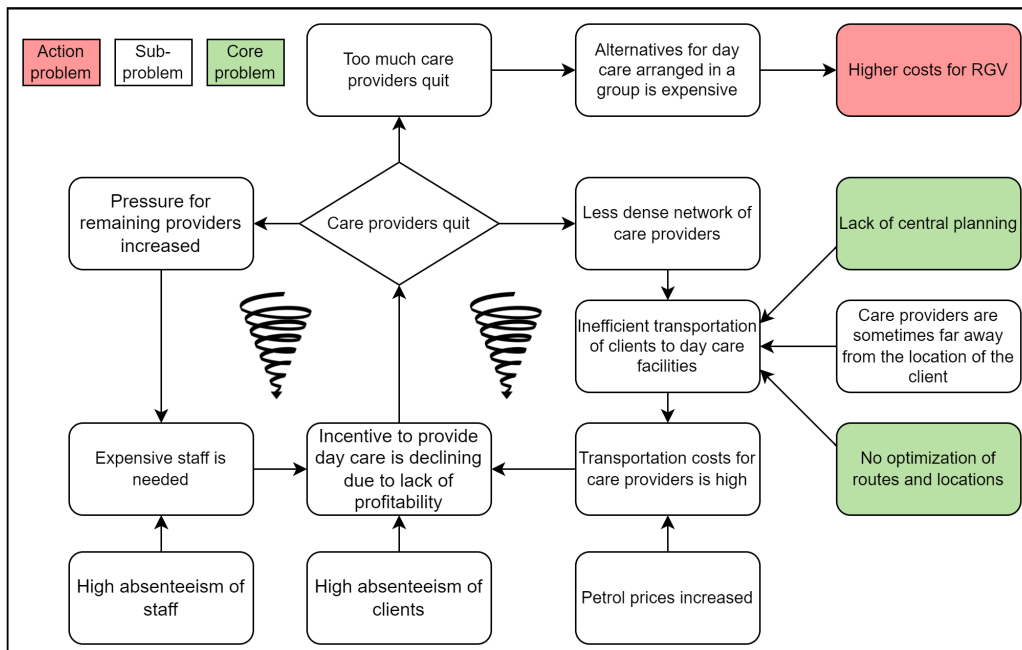 Action
problem
Sub-
problem
Core
problem
Too much care
providers quit
Alternatives for day
care arranged in a
group is expensive
Higher costs for RGV
Pressure for
remaining providers
increased
Care providers quit
Less dense network of
care providers
Lack of central planning
Inefficient transportation
of clients to day care
facilities
Care providers are
sometimes far away
from the location of the
client
Expensive staff is
needed
Incentive to provide
day care is declining
due to lack of
profitability
Transportation costs for
care providers is high
No optimization of
routes and locations
High absenteeism of
staff
High absenteeism of
clients
Petrol prices increased